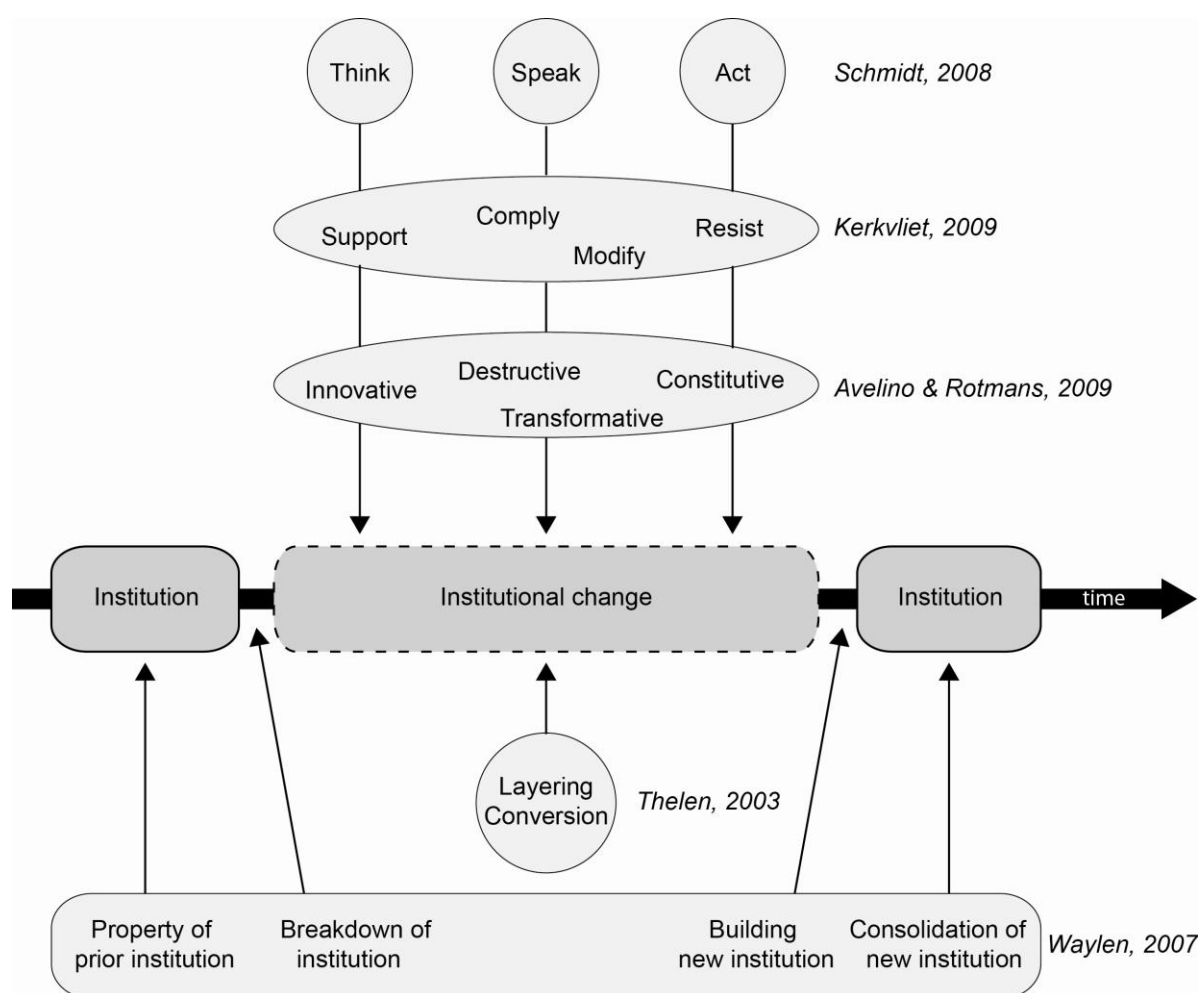 Think
Speak
Act
Schmidt, 2008
Support
Comply
Modify
Resist
Kerkvliet, 2009
Innovative
Destructive
Transformative
Constitutive
Avelino & Rotmans, 2009
Institution
Institutional change
Institution
time
Layering
Conversion
Thelen, 2003
Property of
prior institution
Breakdown of
institution
Building
new institution
Consolidation of
new institution
Waylen, 2007